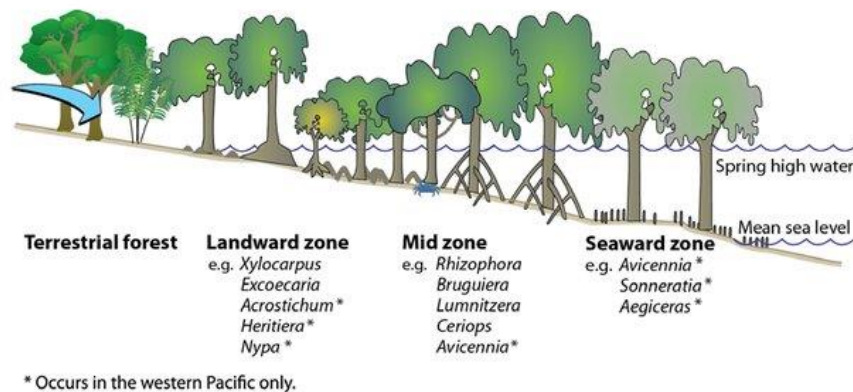 Spring high water
Mean sea level
Terrestrial forest
Landward zone
e.g. Xylocarpus
Excoecaria
Acrostichum *
Heritiera *
Nypa *
Mid zone
e.g. Rhizophora
Bruguiera
Lumnitzera
Ceriops
Avicennia *
Seaward zone
e.g. Avicennia *
Sonneratia *
Aegiceras *
* Occurs in the western Pacific only.